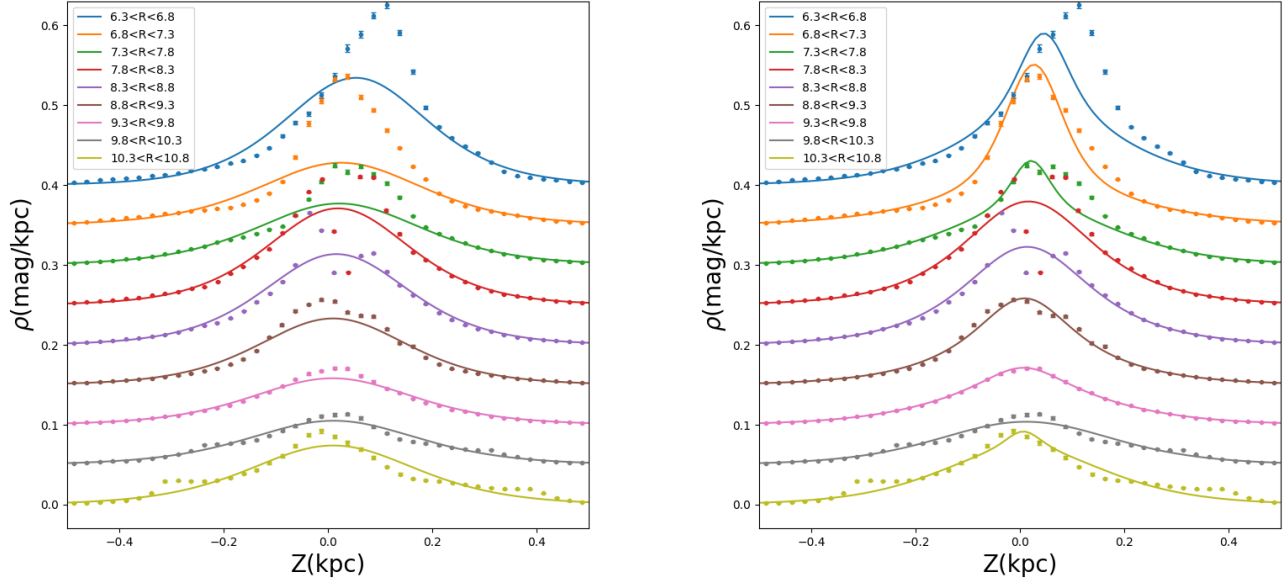 0.6
0.5
0.4
0.3
0.2
0.1
0.0
ρ(mag/kpc)
6.3<R<6.8
6.8<R<7.3
7.3<R<7.8
7.8<R<8.3
8.3<R<8.8
8.8<R<9.3
9.3<R<9.8
9.8<R<10.3
10.3<R<10.8
−0.4 −0.2 0.0 0.2 0.4
Z(kpc)
0.6
0.5
0.4
0.3
0.2
0.1
0.0
ρ(mag/kpc)
6.3<R<6.8
6.8<R<7.3
7.3<R<7.8
7.8<R<8.3
8.3<R<8.8
8.8<R<9.3
9.3<R<9.8
9.8<R<10.3
10.3<R<10.8
−0.4 −0.2 0.0 0.2 0.4
Z(kpc)